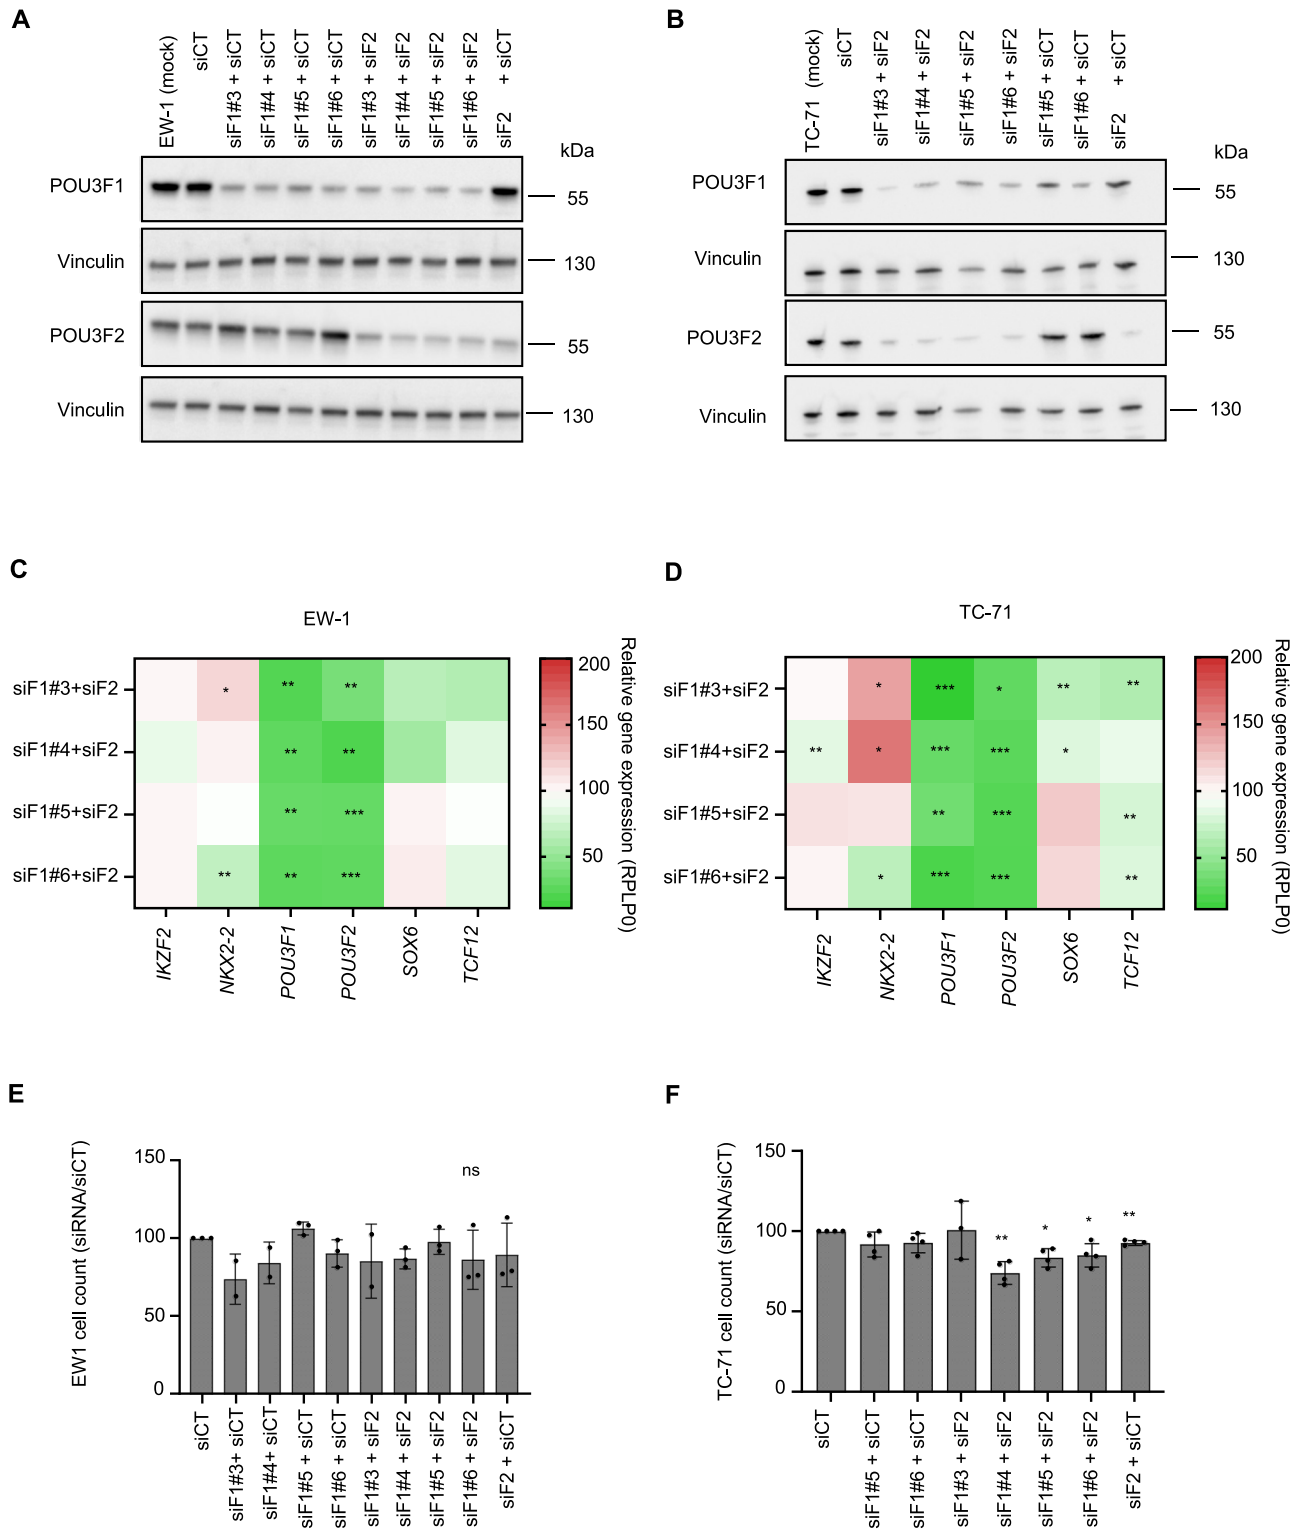 A
EW-1 (mock)
siCT
siF1#3 + siCT
siF1#4 + siCT
siF1#5 + siCT
siF1#6 + siCT
siF1#3 + siF2
siF1#4 + siF2
siF1#5 + siF2
siF1#6 + siF2
siF2 + siCT
kDa
POU3F1
55
Vinculin
130
POU3F2
55
Vinculin
130
B
TC-71 (mock)
siCT
siF1#3 + siF2
siF1#4 + siF2
siF1#5 + siF2
siF1#6 + siF2
siF1#5 + siCT
siF1#6 + siCT
siF2 + siCT
kDa
POU3F1
55
Vinculin
130
POU3F2
55
Vinculin
130
C
EW-1
siF1#3+siF2
* ** **
siF1#4+siF2
** **
siF1#5+siF2
** ***
siF1#6+siF2
** ** ***
IKZF2
NKX2-2
POU3F1
POU3F2
SOX6
TCF12
200
150
100
50
Relative gene expression (RPLP0)
D
TC-71
siF1#3+siF2
* *** * ** **
siF1#4+siF2
** * *** *** *
siF1#5+siF2
** *** **
siF1#6+siF2
* *** *** **
IKZF2
NKX2-2
POU3F1
POU3F2
SOX6
TCF12
200
150
100
50
Relative gene expression (RPLP0)
E
EW1 cell count (siRNA/siCT)
150
100
50
0
ns
siCT
siF1#3+ siCT
siF1#4+ siCT
siF1#5 + siCT
siF1#6 + siCT
siF1#3 + siF2
siF1#4 + siF2
siF1#5 + siF2
siF1#6 + siF2
siF2 + siCT
F
TC-71 cell count (siRNA/siCT)
150
100
50
0
** * * **
siCT
siF1#5 + siCT
siF1#6 + siCT
siF1#3 + siF2
siF1#4 + siF2
siF1#5 + siF2
siF1#6 + siF2
siF2 + siCT